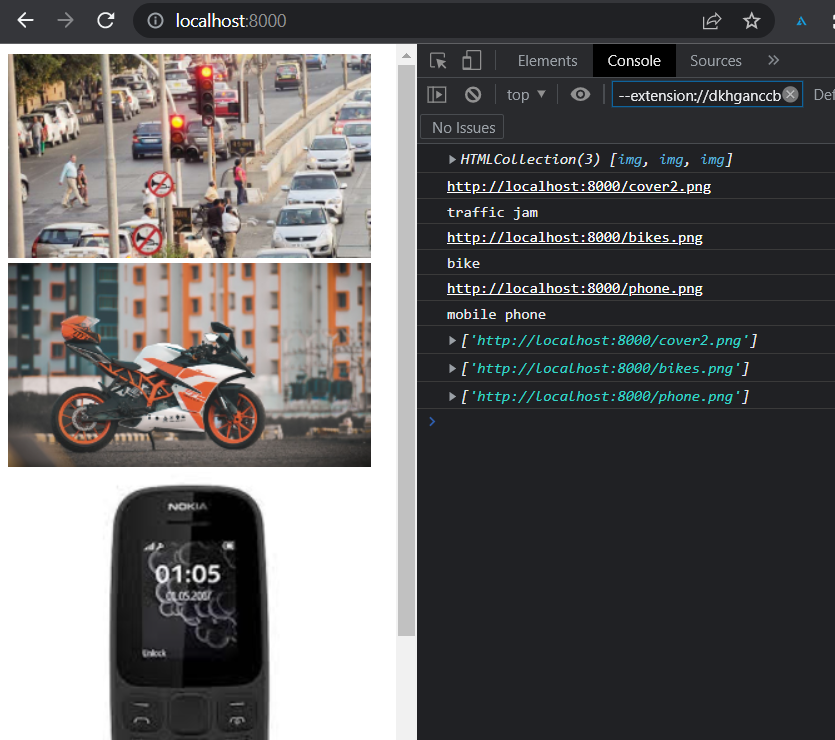 localhost:8000
Elements Console Sources »
top ▼ --extension://dkhganccb Def
No Issues
HTMLCollection(3) [img, img, img]
http://localhost:8000/cover2.png
traffic jam
http://localhost:8000/bikes.png
bike
http://localhost:8000/phone.png
mobile phone
['http://localhost:8000/cover2.png']
['http://localhost:8000/bikes.png']
['http://localhost:8000/phone.png']
NOKIA
01:05
01.05.2007
Unlock